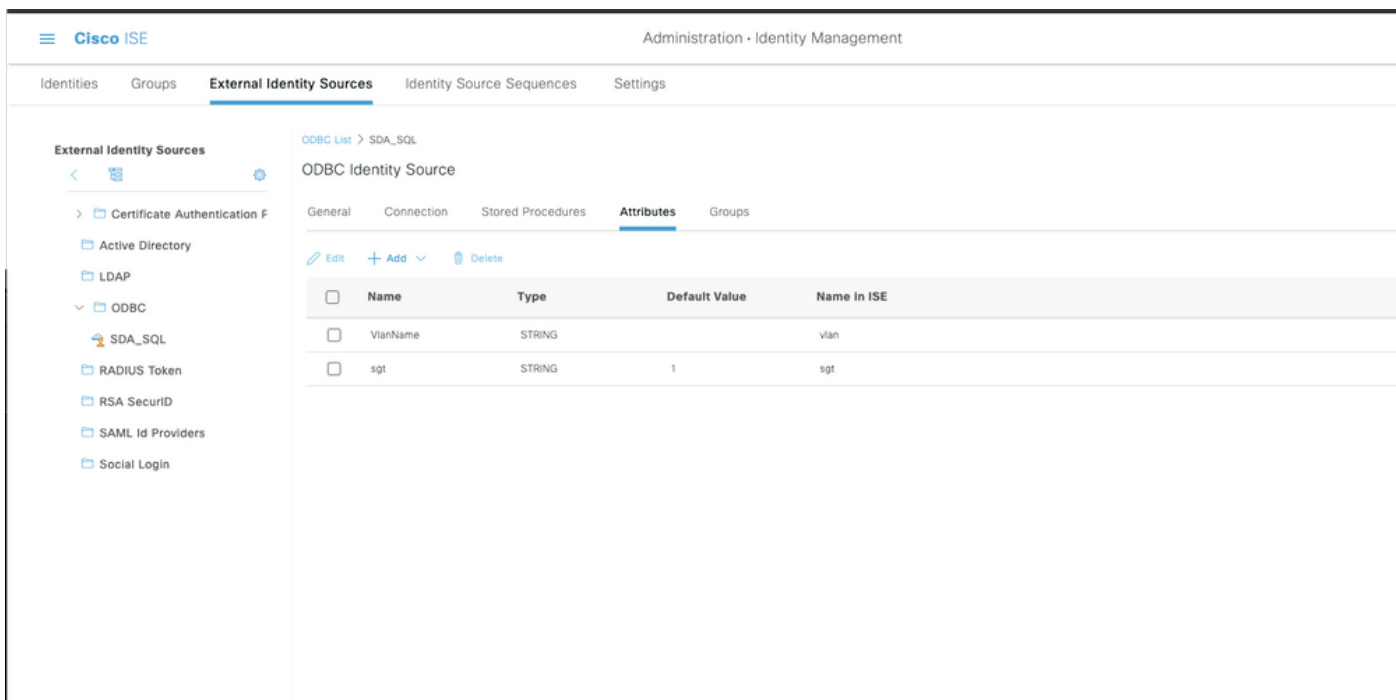 Cisco ISE
Administration · Identity Management
Identities Groups External Identity Sources Identity Source Sequences Settings
External Identity Sources
Certificate Authentication F
Active Directory
LDAP
ODBC
SDA_SQL
RADIUS Token
RSA SecurID
SAML Id Providers
Social Login
ODBC List > SDA_SQL
ODBC Identity Source
General Connection Stored Procedures Attributes Groups
Edit + Add Delete
Name Type Default Value Name in ISE
VlanName STRING vlan
sgt STRING 1 sgt